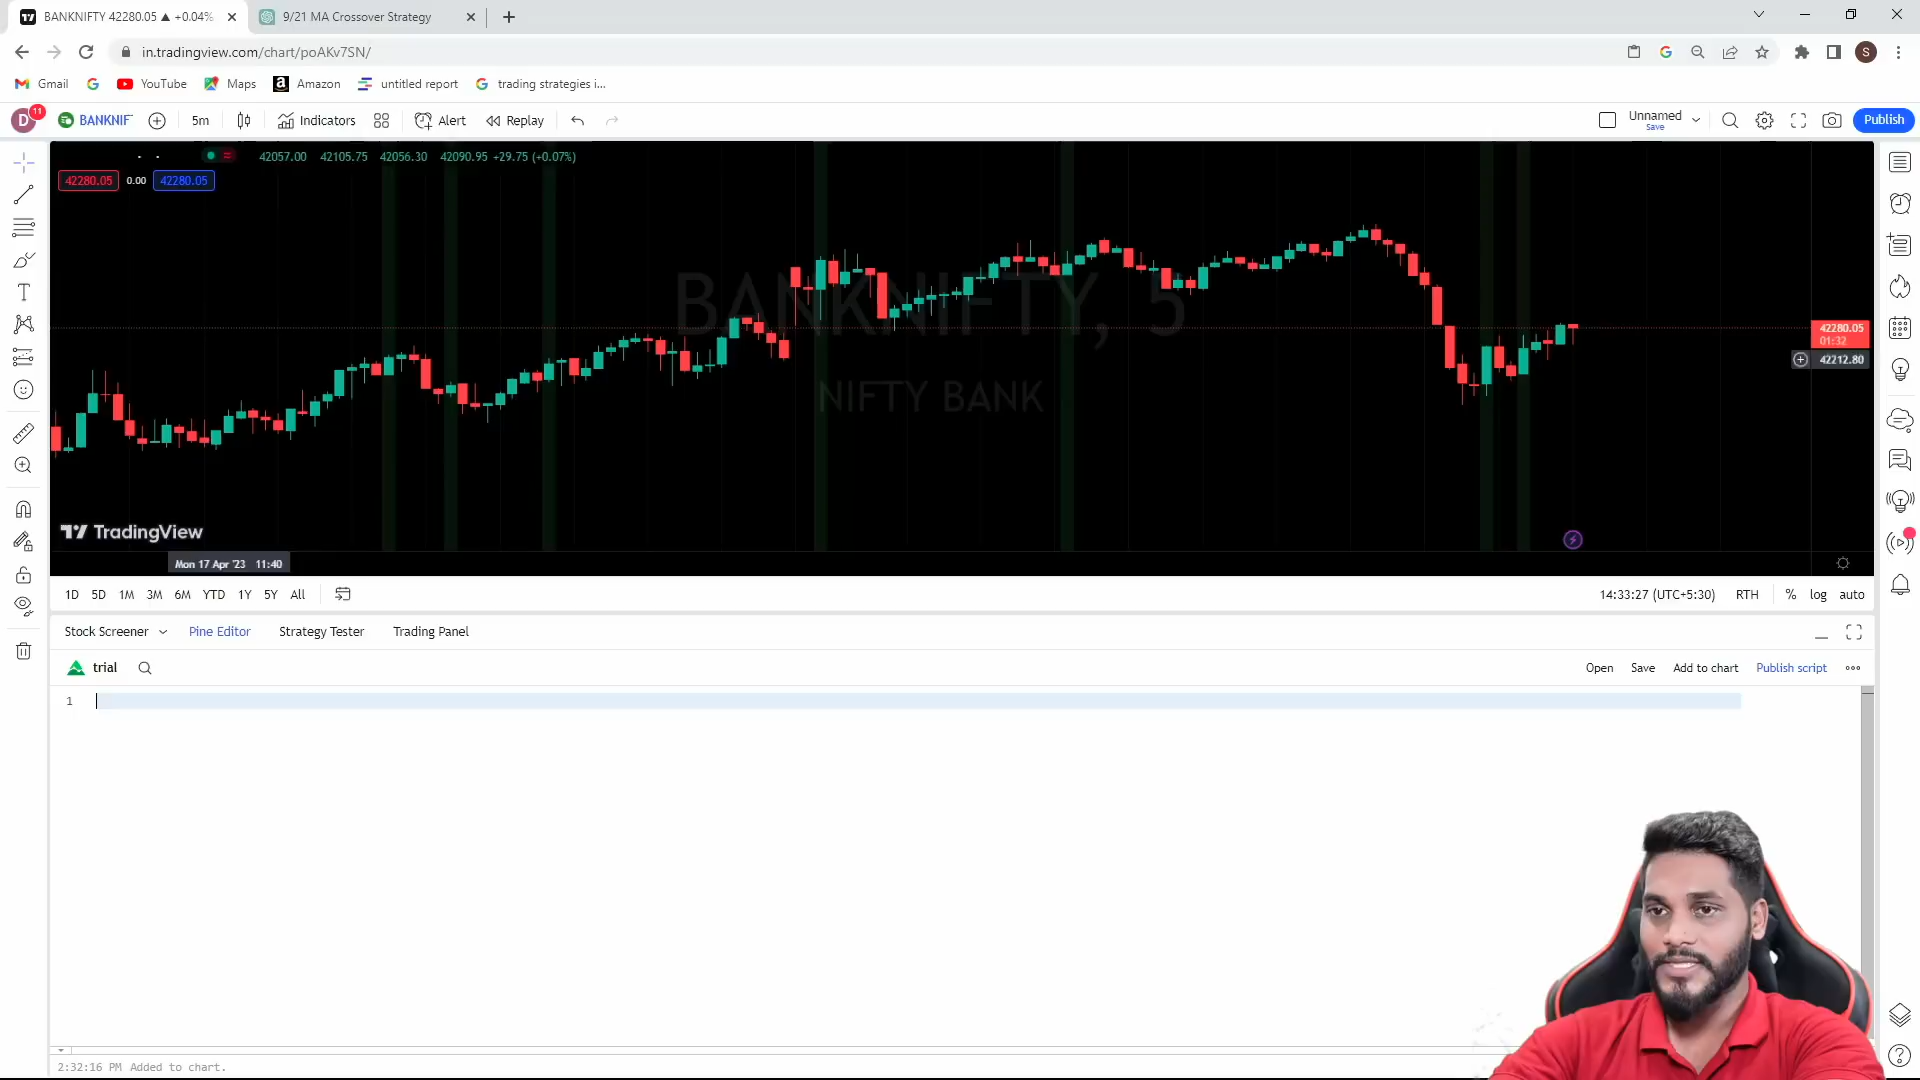 BANKNIFTY 42280.05 ▲ +0.04%
9/21 MA Crossover Strategy
in.tradingview.com/chart/poAKv7SN/
S
Gmail
YouTube
Maps
Amazon
untitled report
trading strategies i...
D 11
BANKNIF
5m
Indicators
Alert
Replay
Unnamed
Save
Publish
42057.00 42105.75 42056.30 42090.95 +29.75 (+0.07%)
42280.05 0.00 42280.05
BANKNIFTY, 5
NIFTY BANK
42280.05
01:32
42212.80
TradingView
Mon 17 Apr '23 11:40
1D 5D 1M 3M 6M YTD 1Y 5Y All
14:33:27 (UTC+5:30) RTH % log auto
Stock Screener Pine Editor Strategy Tester Trading Panel
trial
Open Save Add to chart Publish script
1
2:32:16 PM Added to chart.